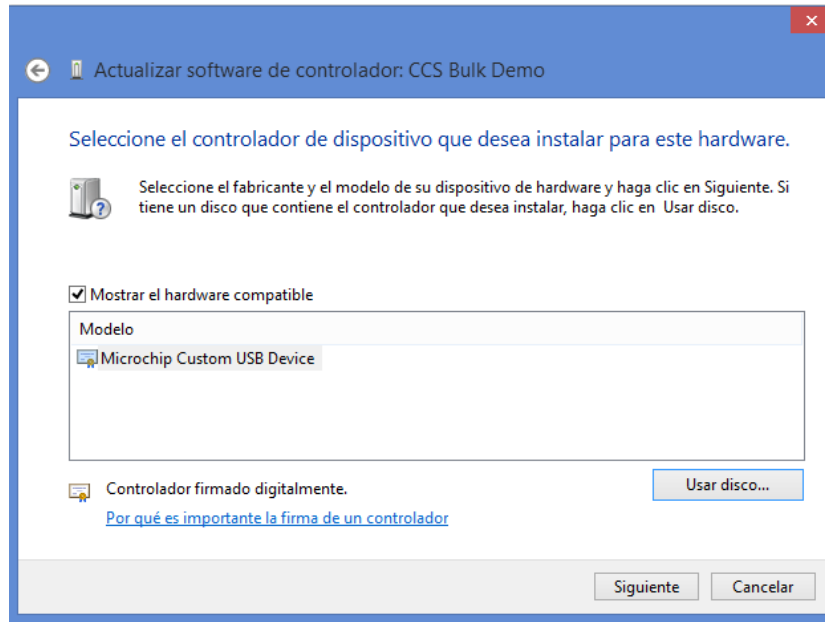 Actualizar software de controlador: CCS Bulk Demo
Seleccione el controlador de dispositivo que desea instalar para este hardware.
Seleccione el fabricante y el modelo de su dispositivo de hardware y haga clic en Siguiente. Si
tiene un disco que contiene el controlador que desea instalar, haga clic en Usar disco.
Mostrar el hardware compatible
Modelo
Microchip Custom USB Device
Controlador firmado digitalmente.
Usar disco...
Por qué es importante la firma de un controlador
Siguiente
Cancelar